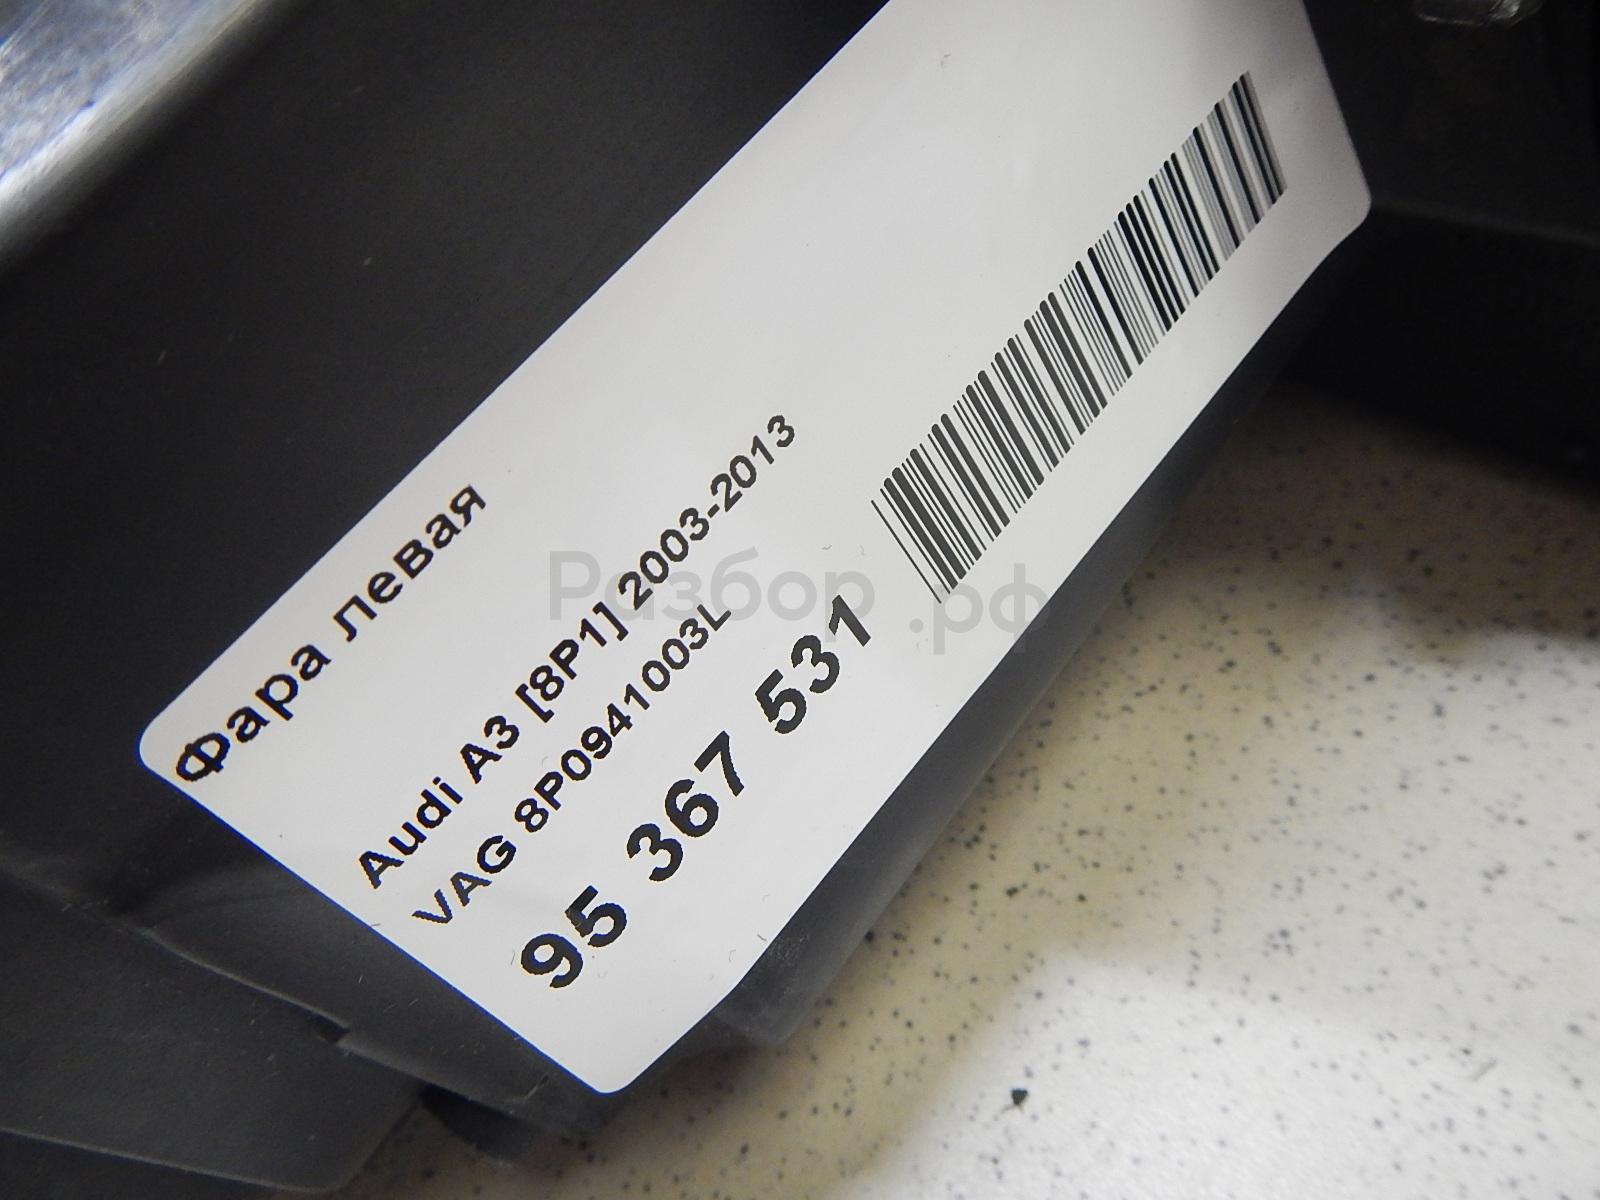 Фара левая
Audi A3 [8P1] 2003-2013
VAG 8P0941003L
95 367 531
Разбор.рф